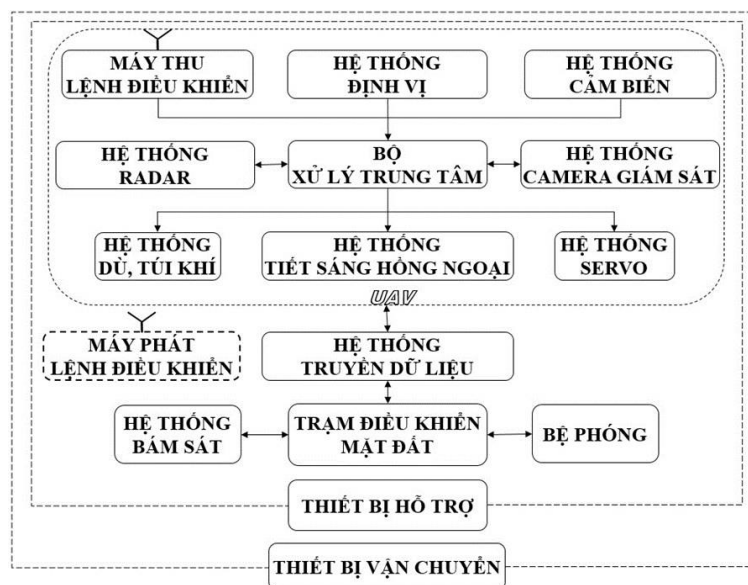 MÁY THU
LỆNH ĐIỀU KHIỂN
HỆ THỐNG
ĐỊNH VỊ
HỆ THỐNG
CẢM BIẾN
HỆ THỐNG
RADAR
BỘ
XỬ LÝ TRUNG TÂM
HỆ THỐNG
CAMERA GIÁM SÁT
HỆ THỐNG
DÙ, TÚI KHÍ
HỆ THỐNG
TIẾT SÁNG HỒNG NGOẠI
HỆ THỐNG
SERVO
UAV
MÁY PHÁT
LỆNH ĐIỀU KHIỂN
HỆ THỐNG
TRUYỀN DỮ LIỆU
HỆ THỐNG
BÁM SÁT
TRẠM ĐIỀU KHIỂN
MẶT ĐẤT
BỆ PHÓNG
THIẾT BỊ HỖ TRỢ
THIẾT BỊ VẬN CHUYỂN